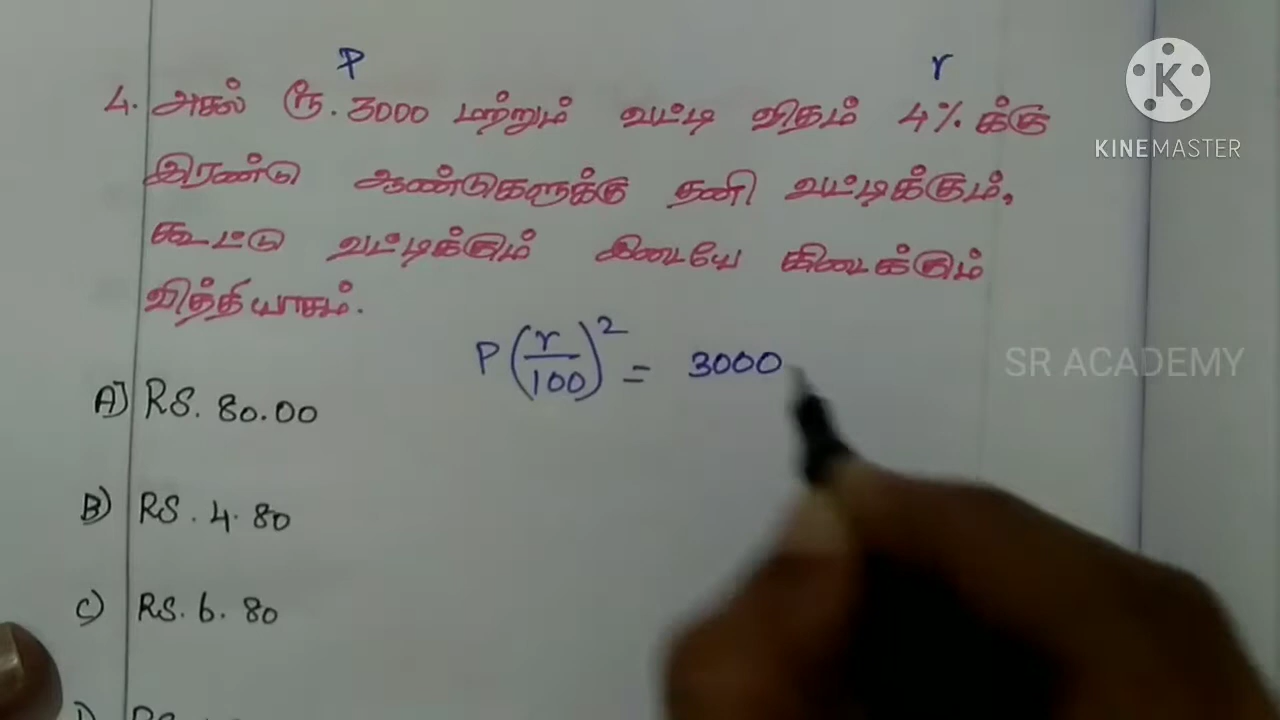 P r
4. அசல் ரூ. 3000 மற்றும் வட்டி விதம் 4% க்கு
இரண்டு ஆண்டுகளுக்கு தனி வட்டிக்கும்,
கூட்டு வட்டிக்கும் இடையே கிடைக்கும்
வித்தியாசம்.
P(r/100)² = 3000
A) RS. 80.00
B) RS. 4.80
C) RS. 6.80
K
KINEMASTER
SR ACADEMY